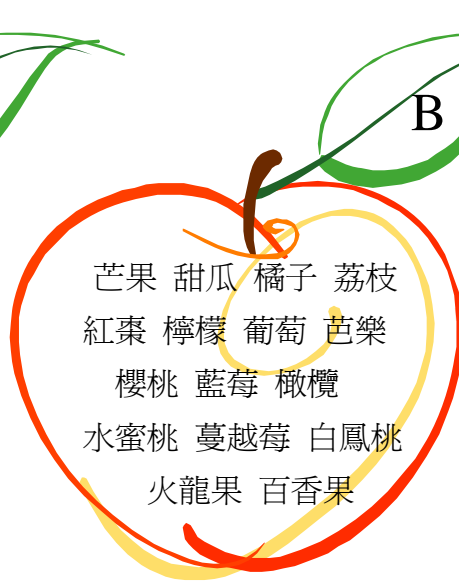 B
芒果 甜瓜 橘子 荔枝
紅棗 檸檬 葡萄 芭樂
櫻桃 藍莓 橄欖
水蜜桃 蔓越莓 白鳳桃
火龍果 百香果